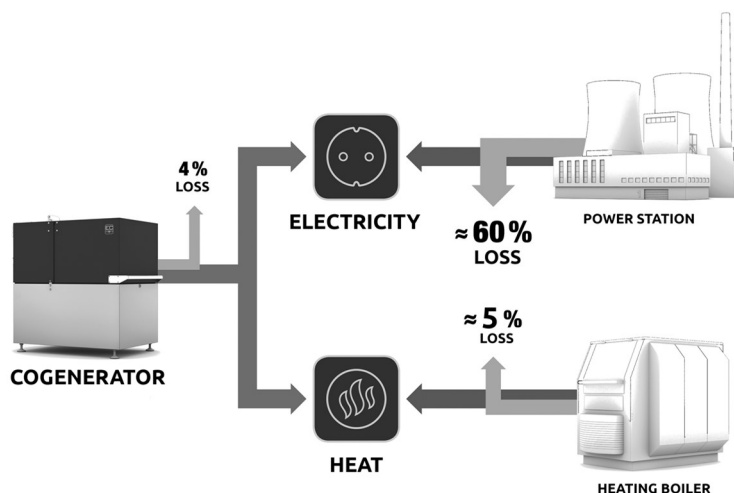 4%
LOSS
ELECTRICITY
≈60%
LOSS
POWER STATION
COGENERATOR
≈5%
LOSS
HEAT
HEATING BOILER